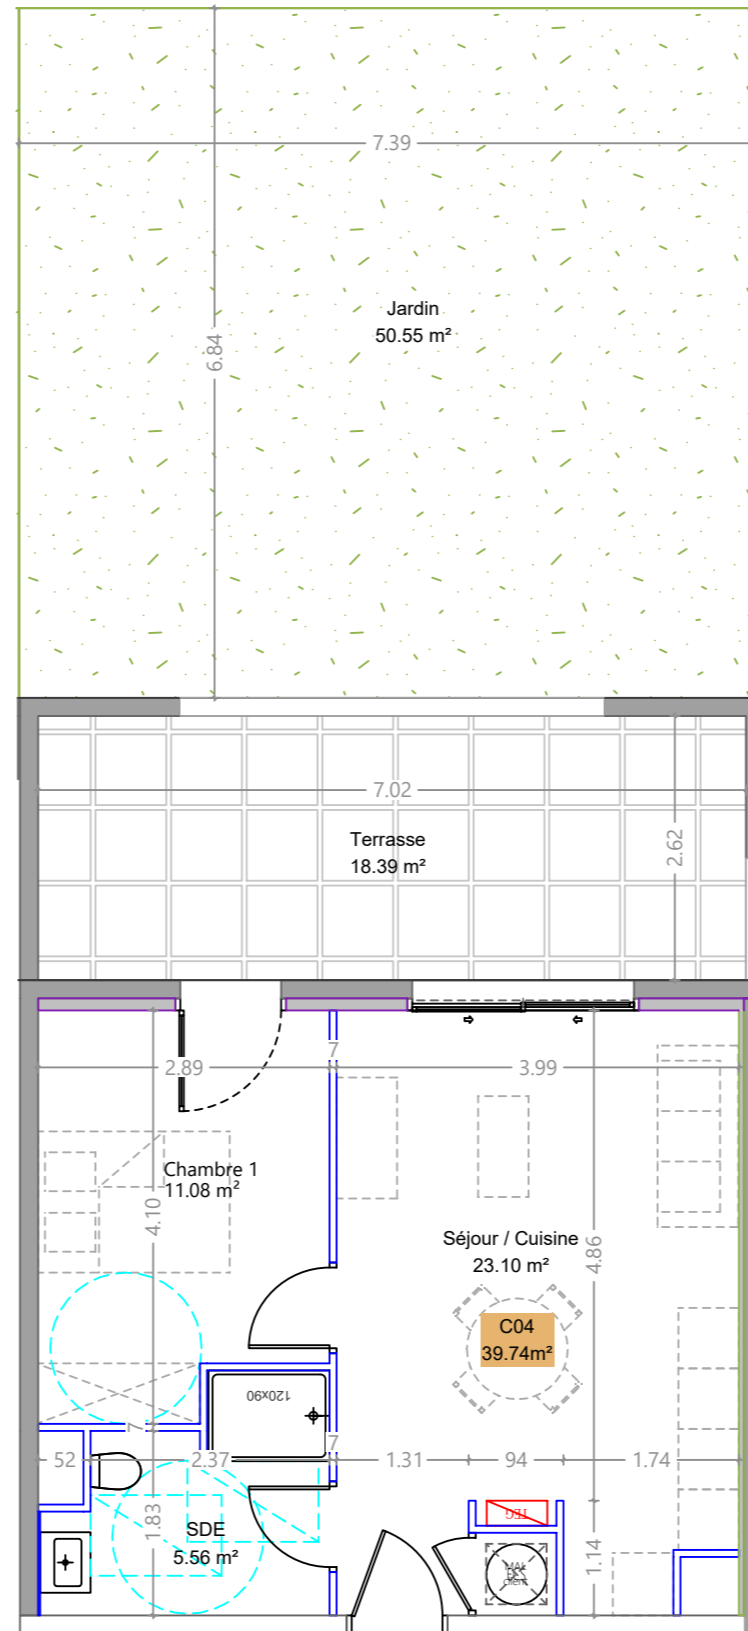 7.39
Jardin
50.55 m²
6.84
7.02
Terrasse
18.39 m²
2.62
7
2.89
3.99
Chambre 1
11.08 m²
4.10
Séjour / Cuisine
23.10 m²
4.86
C04
39.74m²
120x90
7
7
52
2.37
1.31
94
1.74
1.83
SDE
5.56 m²
TEG
1.14